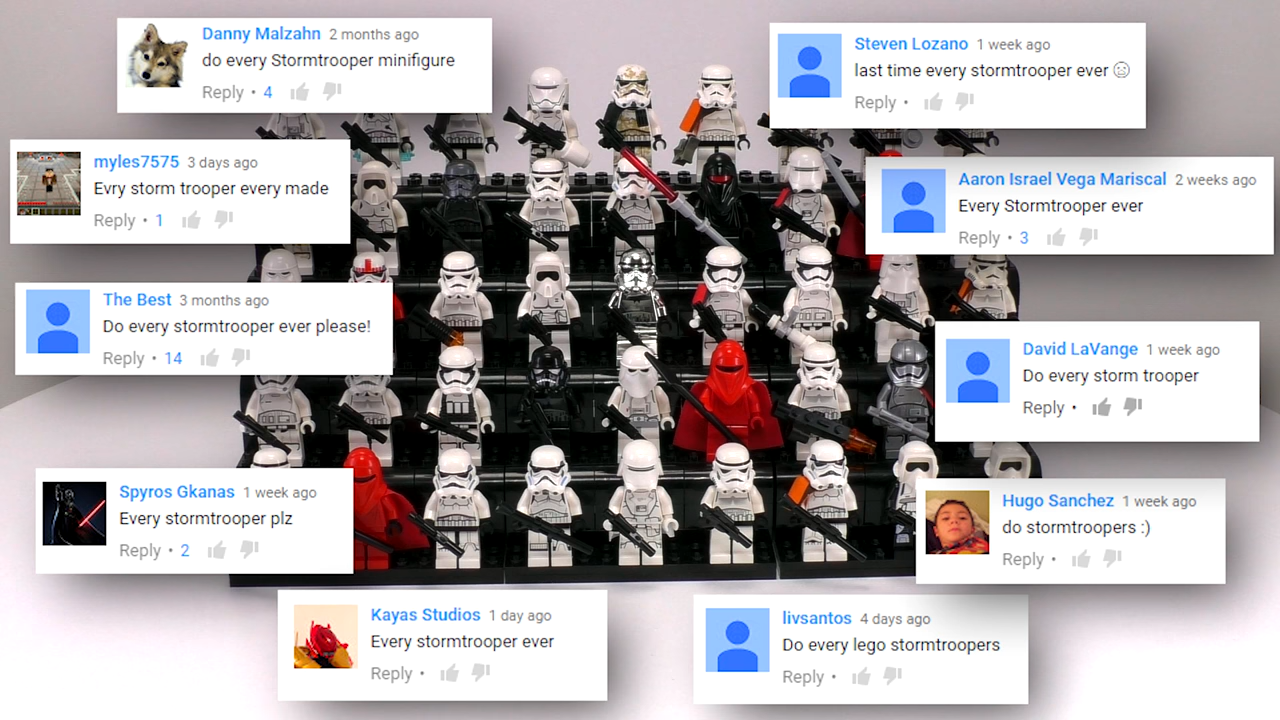 Danny Malzahn 2 months ago
do every Stormtrooper minifigure
Reply • 4
Steven Lozano 1 week ago
last time every stormtrooper ever ☹
Reply •
myles7575 3 days ago
Evry storm trooper every made
Reply • 1
Aaron Israel Vega Mariscal 2 weeks ago
Every Stormtrooper ever
Reply • 3
The Best 3 months ago
Do every stormtrooper ever please!
Reply • 14
David LaVange 1 week ago
Do every storm trooper
Reply •
Spyros Gkanas 1 week ago
Every stormtrooper plz
Reply • 2
Hugo Sanchez 1 week ago
do stormtroopers :)
Reply •
Kayas Studios 1 day ago
Every stormtrooper ever
Reply •
livsantos 4 days ago
Do every lego stormtroopers
Reply •